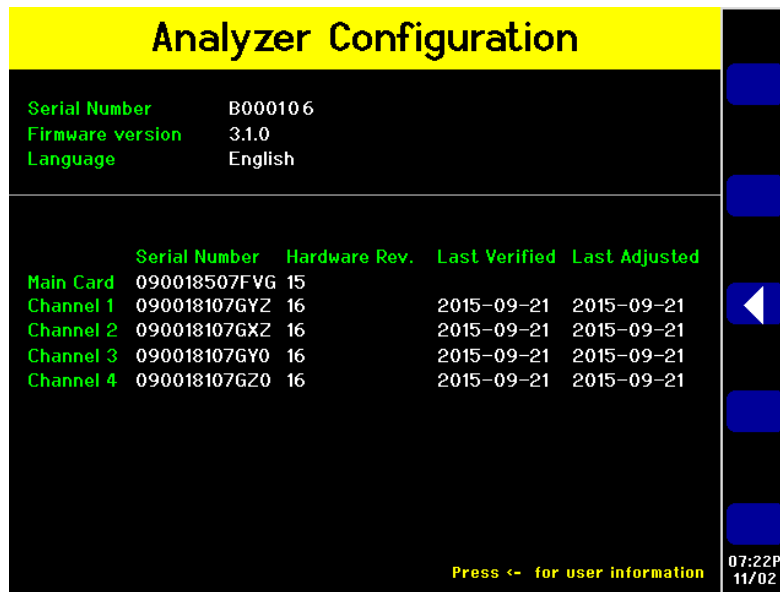 Analyzer Configuration
Serial Number B000106
Firmware version 3.1.0
Language English
Serial Number Hardware Rev. Last Verified Last Adjusted
Main Card 090018507FVG 15
Channel 1 090018107GYZ 16 2015-09-21 2015-09-21
Channel 2 090018107GXZ 16 2015-09-21 2015-09-21
Channel 3 090018107GY0 16 2015-09-21 2015-09-21
Channel 4 090018107GZ0 16 2015-09-21 2015-09-21
Press <- for user information
07:22P
11/02